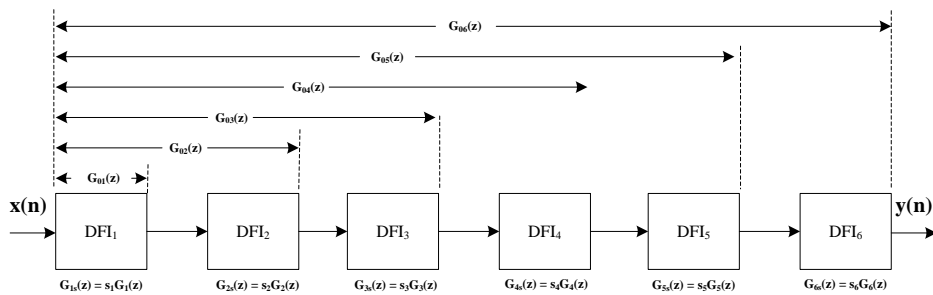 G06(z)
G05(z)
G04(z)
G03(z)
G02(z)
G01(z)
x(n)
y(n)
DFI1
DFI2
DFI3
DFI4
DFI5
DFI6
G1s(z) = s1G1(z)
G2s(z) = s2G2(z)
G3s(z) = s3G3(z)
G4s(z) = s4G4(z)
G5s(z) = s5G5(z)
G6s(z) = s6G6(z)